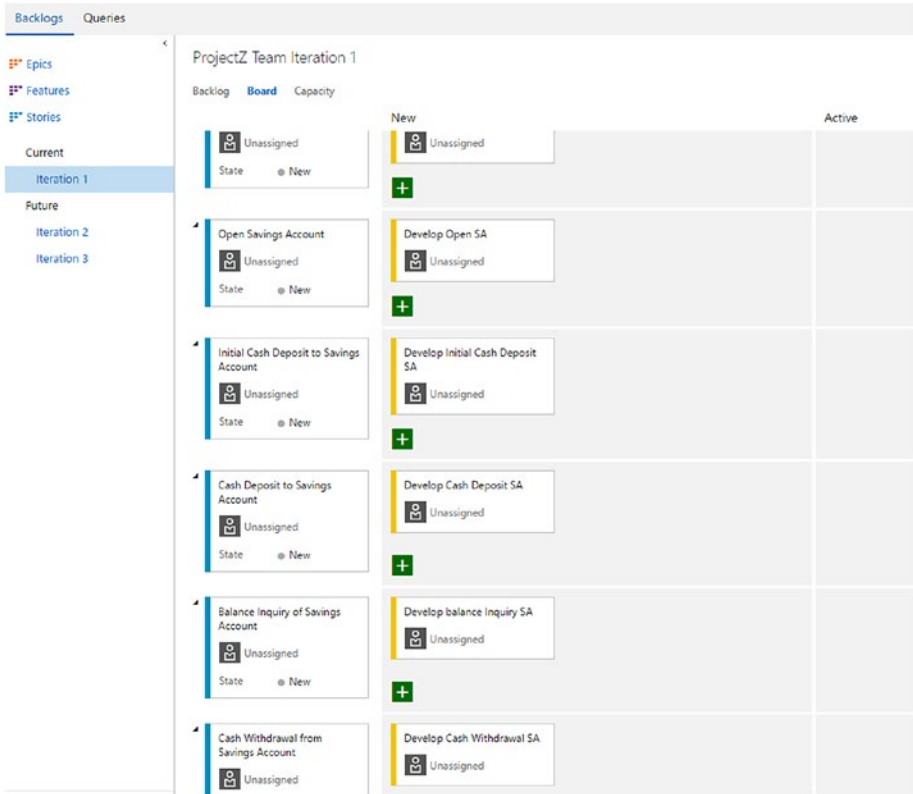 Backlogs Queries
Epics
Features
Stories
Current
Iteration 1
Future
Iteration 2
Iteration 3
ProjectZ Team Iteration 1
Backlog Board Capacity
New Active
Unassigned Unassigned
State New
Open Savings Account Develop Open SA
Unassigned Unassigned
State New
Initial Cash Deposit to Savings Develop Initial Cash Deposit
Account SA
Unassigned Unassigned
State New
Cash Deposit to Savings Develop Cash Deposit SA
Account
Unassigned Unassigned
State New
Balance Inquiry of Savings Develop balance Inquiry SA
Account
Unassigned Unassigned
State New
Cash Withdrawal from Develop Cash Withdrawal SA
Savings Account
Unassigned Unassigned